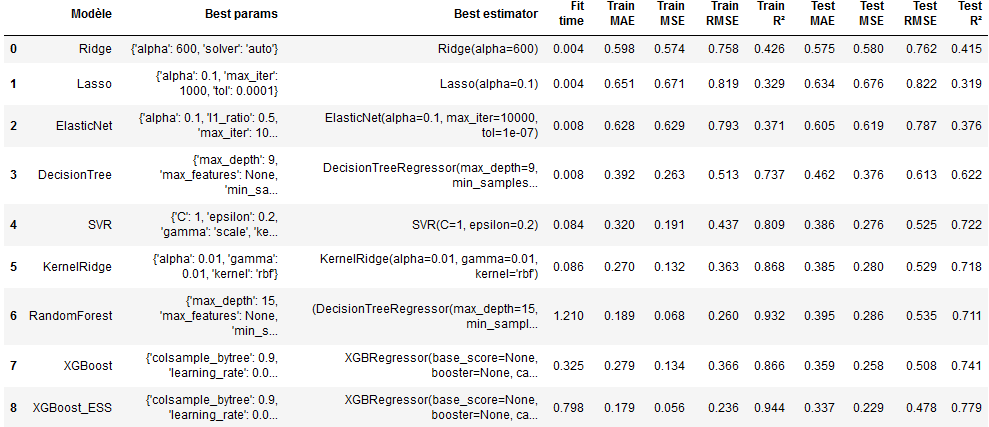 Modèle Best params Best estimator Fit time Train MAE Train MSE Train RMSE Train R² Test MAE Test MSE Test RMSE Test R²
0 Ridge {'alpha': 600, 'solver': 'auto'} Ridge(alpha=600) 0.004 0.598 0.574 0.758 0.426 0.575 0.580 0.762 0.415
1 Lasso {'alpha': 0.1, 'max_iter': 1000, 'tol': 0.0001} Lasso(alpha=0.1) 0.004 0.651 0.671 0.819 0.329 0.634 0.676 0.822 0.319
2 ElasticNet {'alpha': 0.1, 'l1_ratio': 0.5, 'max_iter': 10... ElasticNet(alpha=0.1, max_iter=10000, tol=1e-07) 0.008 0.628 0.629 0.793 0.371 0.605 0.619 0.787 0.376
3 DecisionTree {'max_depth': 9, 'max_features': None, 'min_sa... DecisionTreeRegressor(max_depth=9, min_samples... 0.008 0.392 0.263 0.513 0.737 0.462 0.376 0.613 0.622
4 SVR {'C': 1, 'epsilon': 0.2, 'gamma': 'scale', 'ke... SVR(C=1, epsilon=0.2) 0.084 0.320 0.191 0.437 0.809 0.386 0.276 0.525 0.722
5 KernelRidge {'alpha': 0.01, 'gamma': 0.01, 'kernel': 'rbf'} KernelRidge(alpha=0.01, gamma=0.01, kernel='rbf') 0.086 0.270 0.132 0.363 0.868 0.385 0.280 0.529 0.718
6 RandomForest {'max_depth': 15, 'max_features': None, 'min_s... (DecisionTreeRegressor(max_depth=15, min_sampl... 1.210 0.189 0.068 0.260 0.932 0.395 0.286 0.535 0.711
7 XGBoost {'colsample_bytree': 0.9, 'learning_rate': 0.0... XGBRegressor(base_score=None, booster=None, ca... 0.325 0.279 0.134 0.366 0.866 0.359 0.258 0.508 0.741
8 XGBoost_ESS {'colsample_bytree': 0.9, 'learning_rate': 0.0... XGBRegressor(base_score=None, booster=None, ca... 0.798 0.179 0.056 0.236 0.944 0.337 0.229 0.478 0.779